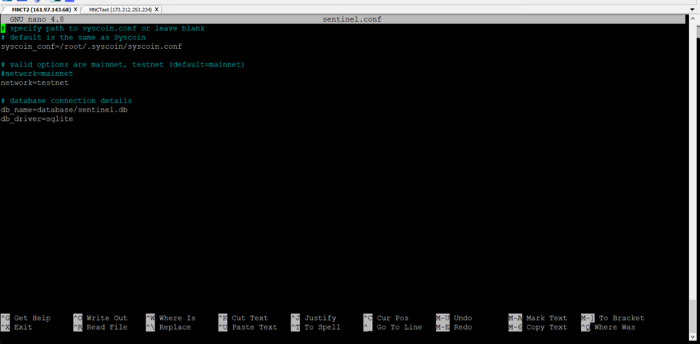 MNCT2 (161.97.143.68) X MNCTest (173.212.253.234) X
GNU nano 4.8 sentinel.conf
# specify path to syscoin.conf or leave blank
# default is the same as Syscoin
syscoin_conf=/root/.syscoin/syscoin.conf
# valid options are mainnet, testnet (default=mainnet)
#network=mainnet
network=testnet
# database connection details
db_name=database/sentinel.db
db_driver=sqlite
^G Get Help ^O Write Out ^W Where Is ^K Cut Text ^J Justify ^C Cur Pos M-U Undo M-A Mark Text M-] To Bracket
^X Exit ^R Read File ^\ Replace ^U Paste Text ^T To Spell ^_ Go To Line M-E Redo M-6 Copy Text ^Q Where Was